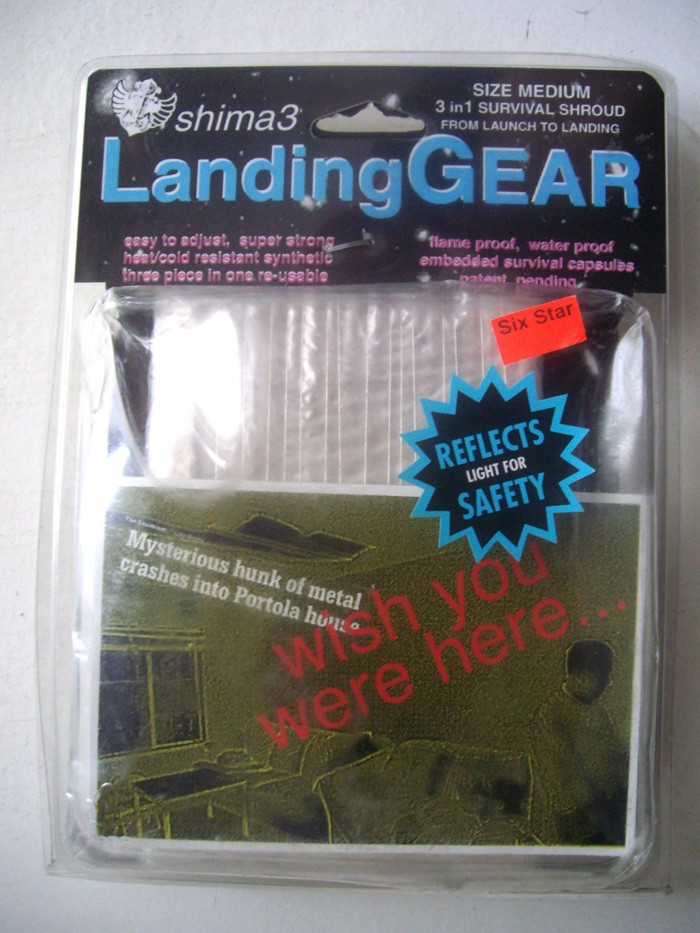 shima3
SIZE MEDIUM
3 in1 SURVIVAL SHROUD
FROM LAUNCH TO LANDING
LandingGEAR
easy to adjust, super strong
heat/cold resistant synthetic
three piece in one re-usable
flame proof, water proof
embedded survival capsules
patent pending
Six Star
REFLECTS
LIGHT FOR
SAFETY
Mysterious hunk of metal
crashes into Portola house
wish you
were here...